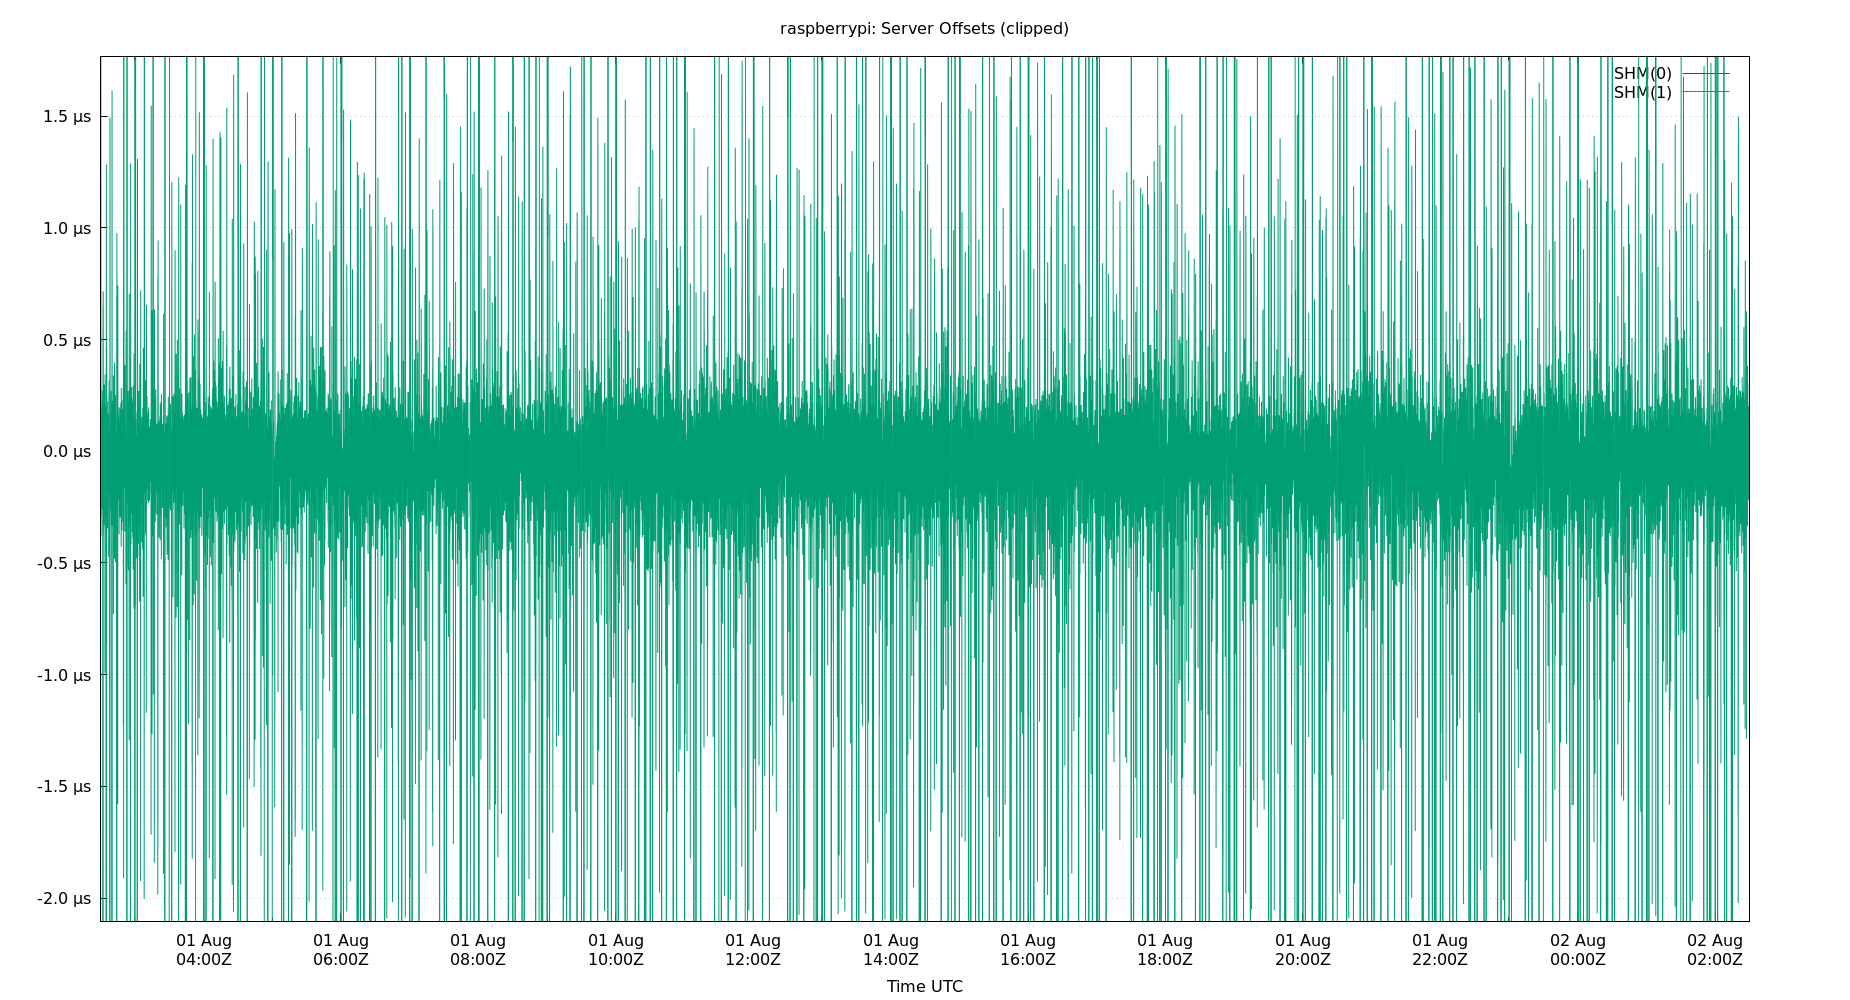 raspberrypi: Server Offsets (clipped)
SHM(0)
SHM(1)
1.5 µs
1.0 µs
0.5 µs
0.0 µs
-0.5 µs
-1.0 µs
-1.5 µs
-2.0 µs
01 Aug 01 Aug 01 Aug 01 Aug 01 Aug 01 Aug 01 Aug 01 Aug 01 Aug 01 Aug 02 Aug 02 Aug
04:00Z 06:00Z 08:00Z 10:00Z 12:00Z 14:00Z 16:00Z 18:00Z 20:00Z 22:00Z 00:00Z 02:00Z
Time UTC